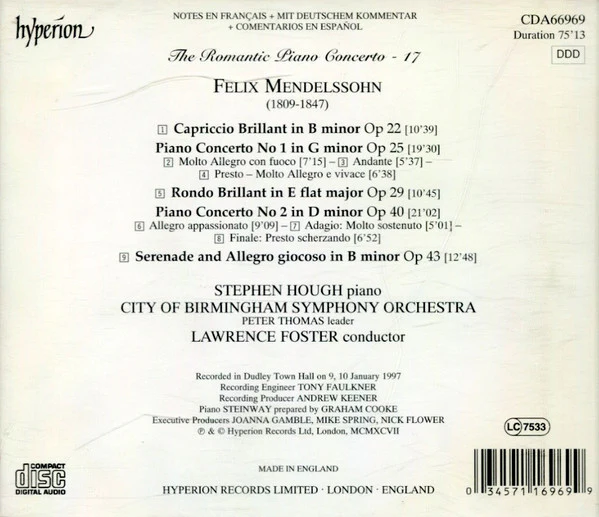 NOTES EN FRANÇAIS + MIT DEUTSCHEM KOMMENTAR
+ COMENTARIOS EN ESPAÑOL
hyperion
CDA66969
Duration 75'13
DDD
The Romantic Piano Concerto - 17
FELIX MENDELSSOHN
(1809-1847)
1 Capriccio Brillant in B minor Op 22 [10'39]
Piano Concerto No 1 in G minor Op 25 [19'30]
2 Molto Allegro con fuoco [7'15] – 3 Andante [5'37] –
4 Presto – Molto Allegro e vivace [6'38]
5 Rondo Brillant in E flat major Op 29 [10'45]
Piano Concerto No 2 in D minor Op 40 [21'02]
6 Allegro appassionato [9'09] – 7 Adagio: Molto sostenuto [5'01] –
8 Finale: Presto scherzando [6'52]
9 Serenade and Allegro giocoso in B minor Op 43 [12'48]
STEPHEN HOUGH piano
CITY OF BIRMINGHAM SYMPHONY ORCHESTRA
PETER THOMAS leader
LAWRENCE FOSTER conductor
Recorded in Dudley Town Hall on 9, 10 January 1997
Recording Engineer TONY FAULKNER
Recording Producer ANDREW KEENER
Piano STEINWAY prepared by GRAHAM COOKE
Executive Producers JOANNA GAMBLE, MIKE SPRING, NICK FLOWER
℗ & © Hyperion Records Ltd, London, MCMXCVII
LC 7533
COMPACT
disc
DIGITAL AUDIO
MADE IN ENGLAND
HYPERION RECORDS LIMITED · LONDON · ENGLAND
0 34571 16969 9